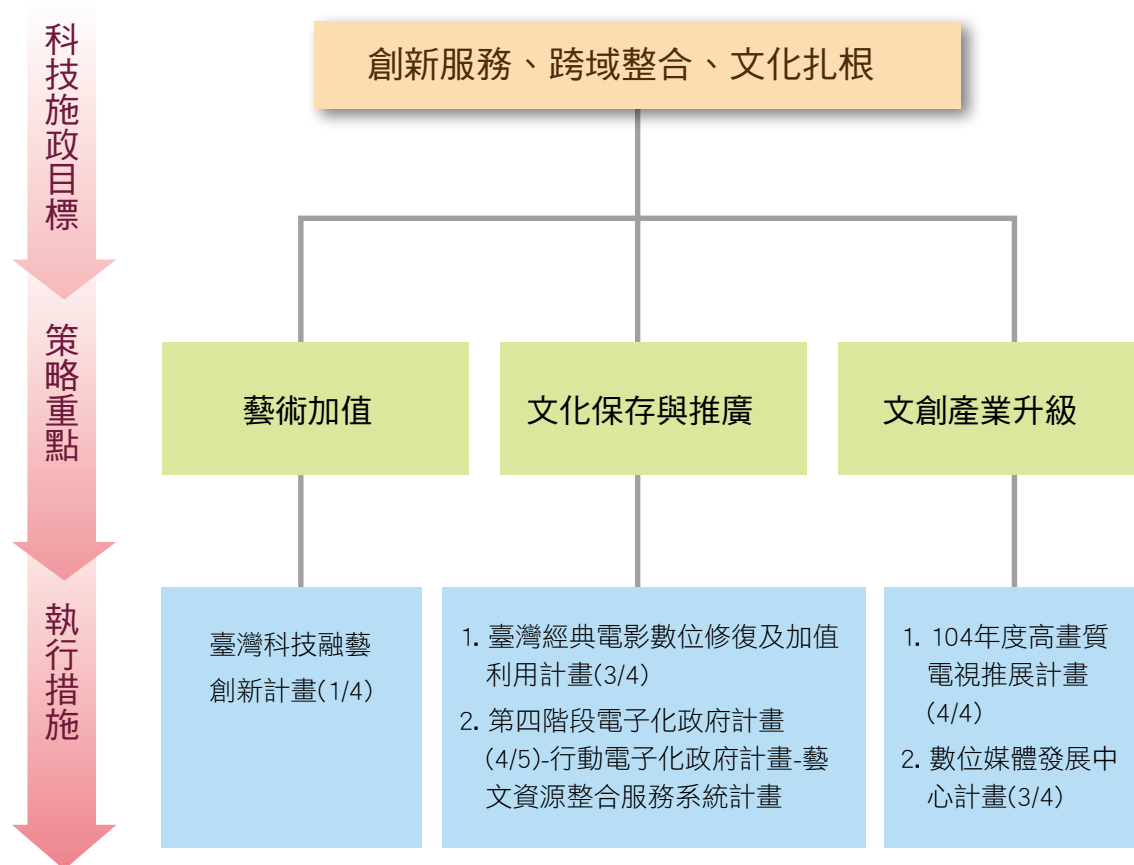 科技施政目標
創新服務、跨域整合、文化扎根
策略重點
藝術加值
文化保存與推廣
文創產業升級
執行措施
臺灣科技融藝
創新計畫(1/4)
1. 臺灣經典電影數位修復及加值
利用計畫(3/4)
2. 第四階段電子化政府計畫
(4/5)-行動電子化政府計畫-藝
文資源整合服務系統計畫
1. 104年度高畫質
電視推展計畫
(4/4)
2. 數位媒體發展中
心計畫(3/4)